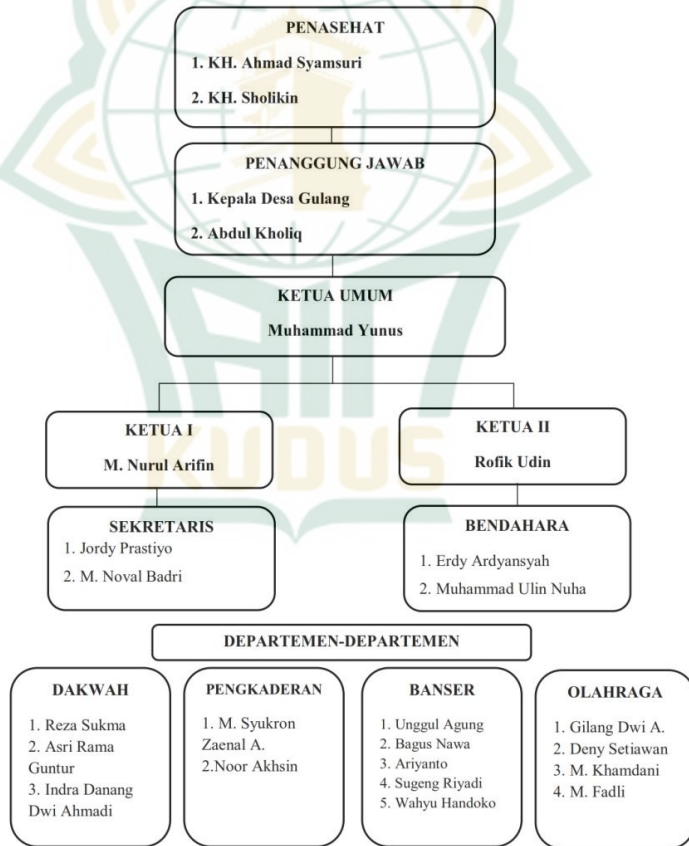 PENASEHAT
1. KH. Ahmad Syamsuri
2. KH. Sholikin
PENANGGUNG JAWAB
1. Kepala Desa Gulang
2. Abdul Kholiq
KETUA UMUM
Muhammad Yunus
KETUA I
M. Nurul Arifin
KETUA II
Rofik Udin
SEKRETARIS
1. Jordy Prastiyo
2. M. Noval Badri
BENDAHARA
1. Erdy Ardyansyah
2. Muhammad Ulin Nuha
DEPARTEMEN-DEPARTEMEN
DAKWAH
1. Reza Sukma
2. Asri Rama
Guntur
3. Indra Danang
Dwi Ahmadi
PENGKADERAN
1. M. Syukron
Zaenal A.
2.Noor Akhsin
BANSER
1. Unggul Agung
2. Bagus Nawa
3. Ariyanto
4. Sugeng Riyadi
5. Wahyu Handoko
OLAHRAGA
1. Gilang Dwi A.
2. Deny Setiawan
3. M. Khamdani
4. M. Fadli
KUDUS